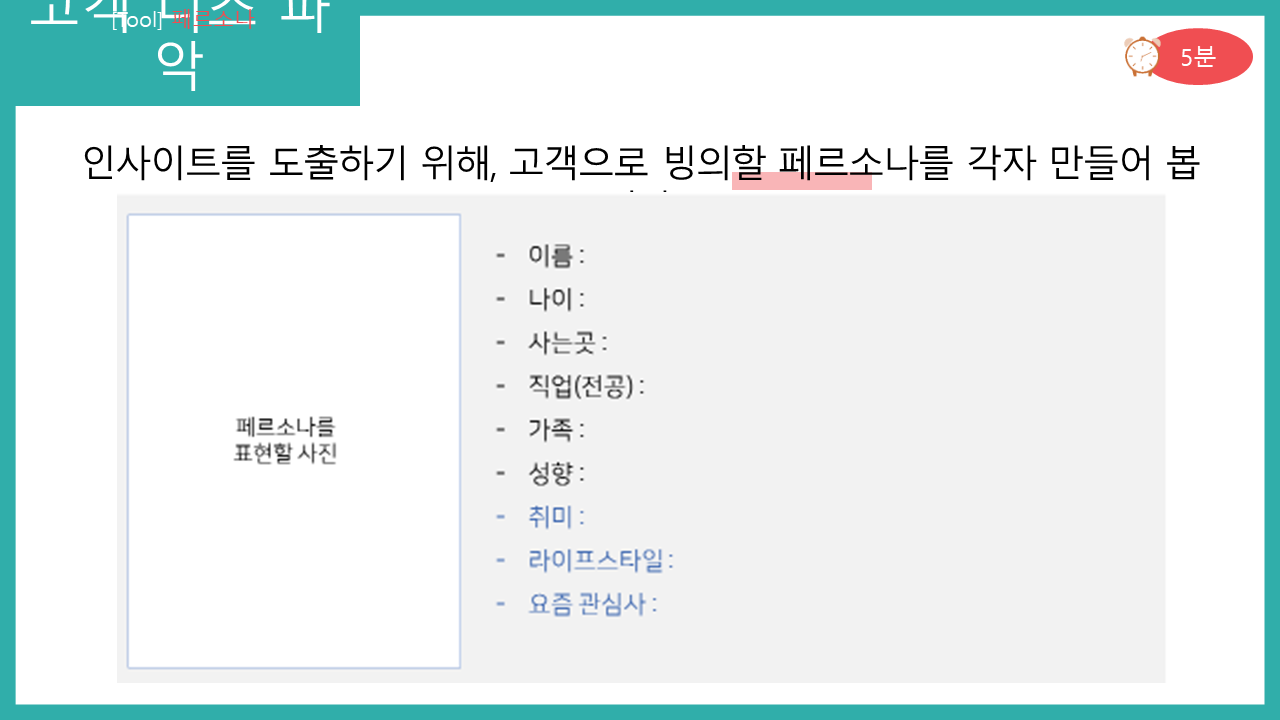 [Tool] 페르소나
고객 니즈 파
악
5분
인사이트를 도출하기 위해, 고객으로 빙의할 페르소나를 각자 만들어 봅
페르소나를
표현할 사진
- 이름 :
- 나이 :
- 사는곳 :
- 직업(전공) :
- 가족 :
- 성향 :
- 취미 :
- 라이프스타일 :
- 요즘 관심사 :